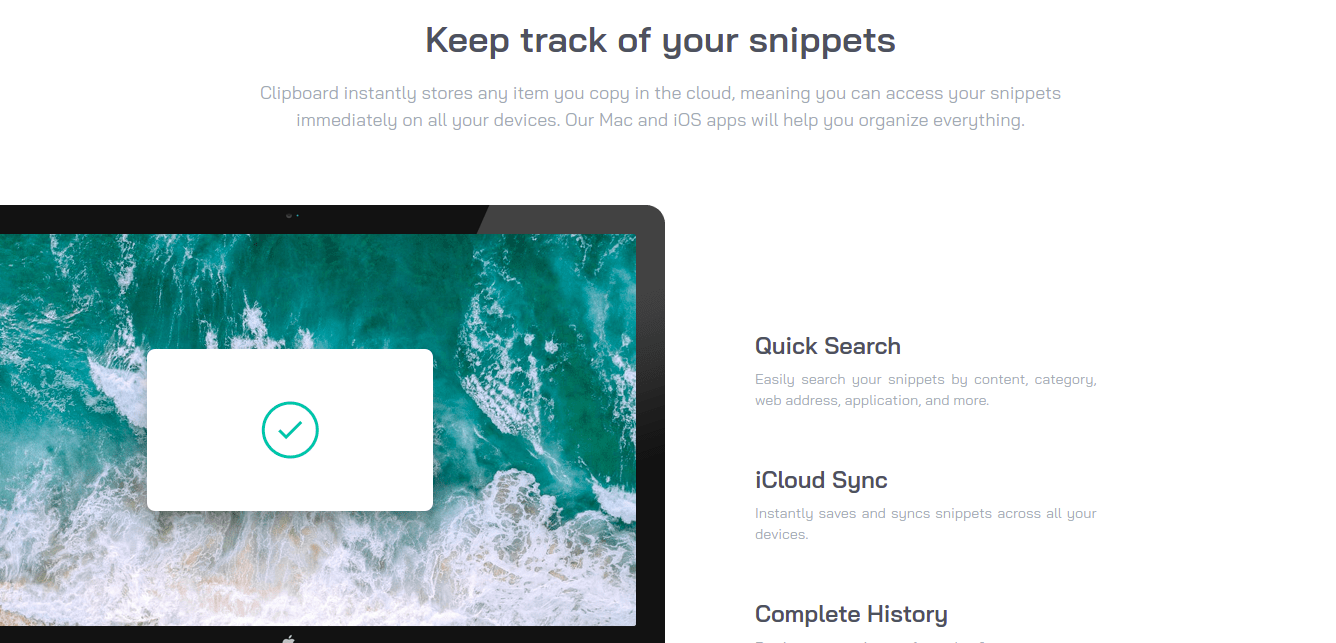 Keep track of your snippets
Clipboard instantly stores any item you copy in the cloud, meaning you can access your snippets
immediately on all your devices. Our Mac and iOS apps will help you organize everything.
Quick Search
Easily search your snippets by content, category,
web address, application, and more.
iCloud Sync
Instantly saves and syncs snippets across all your
devices.
Complete History